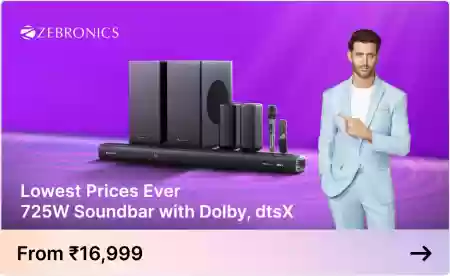 ZEBRONICS
Lowest Prices Ever
725W Soundbar with Dolby, dtsX
From ₹16,999